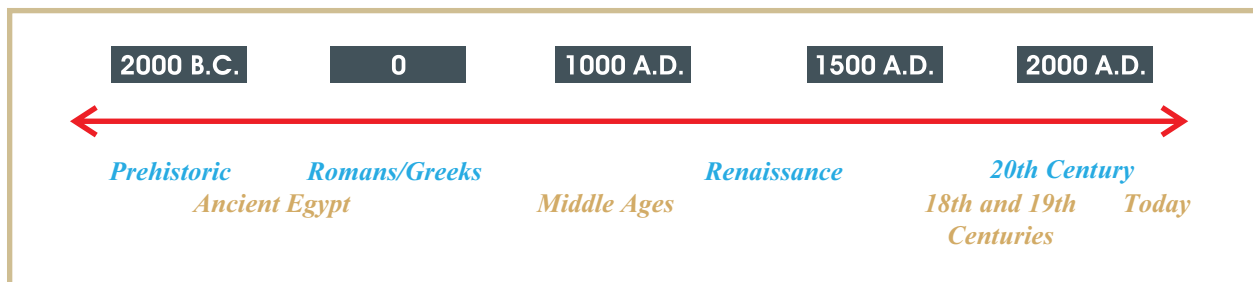 2000 B.C. 0 1000 A.D. 1500 A.D. 2000 A.D.
Prehistoric Romans/Greeks Renaissance 20th Century
Ancient Egypt Middle Ages 18th and 19th Today
Centuries